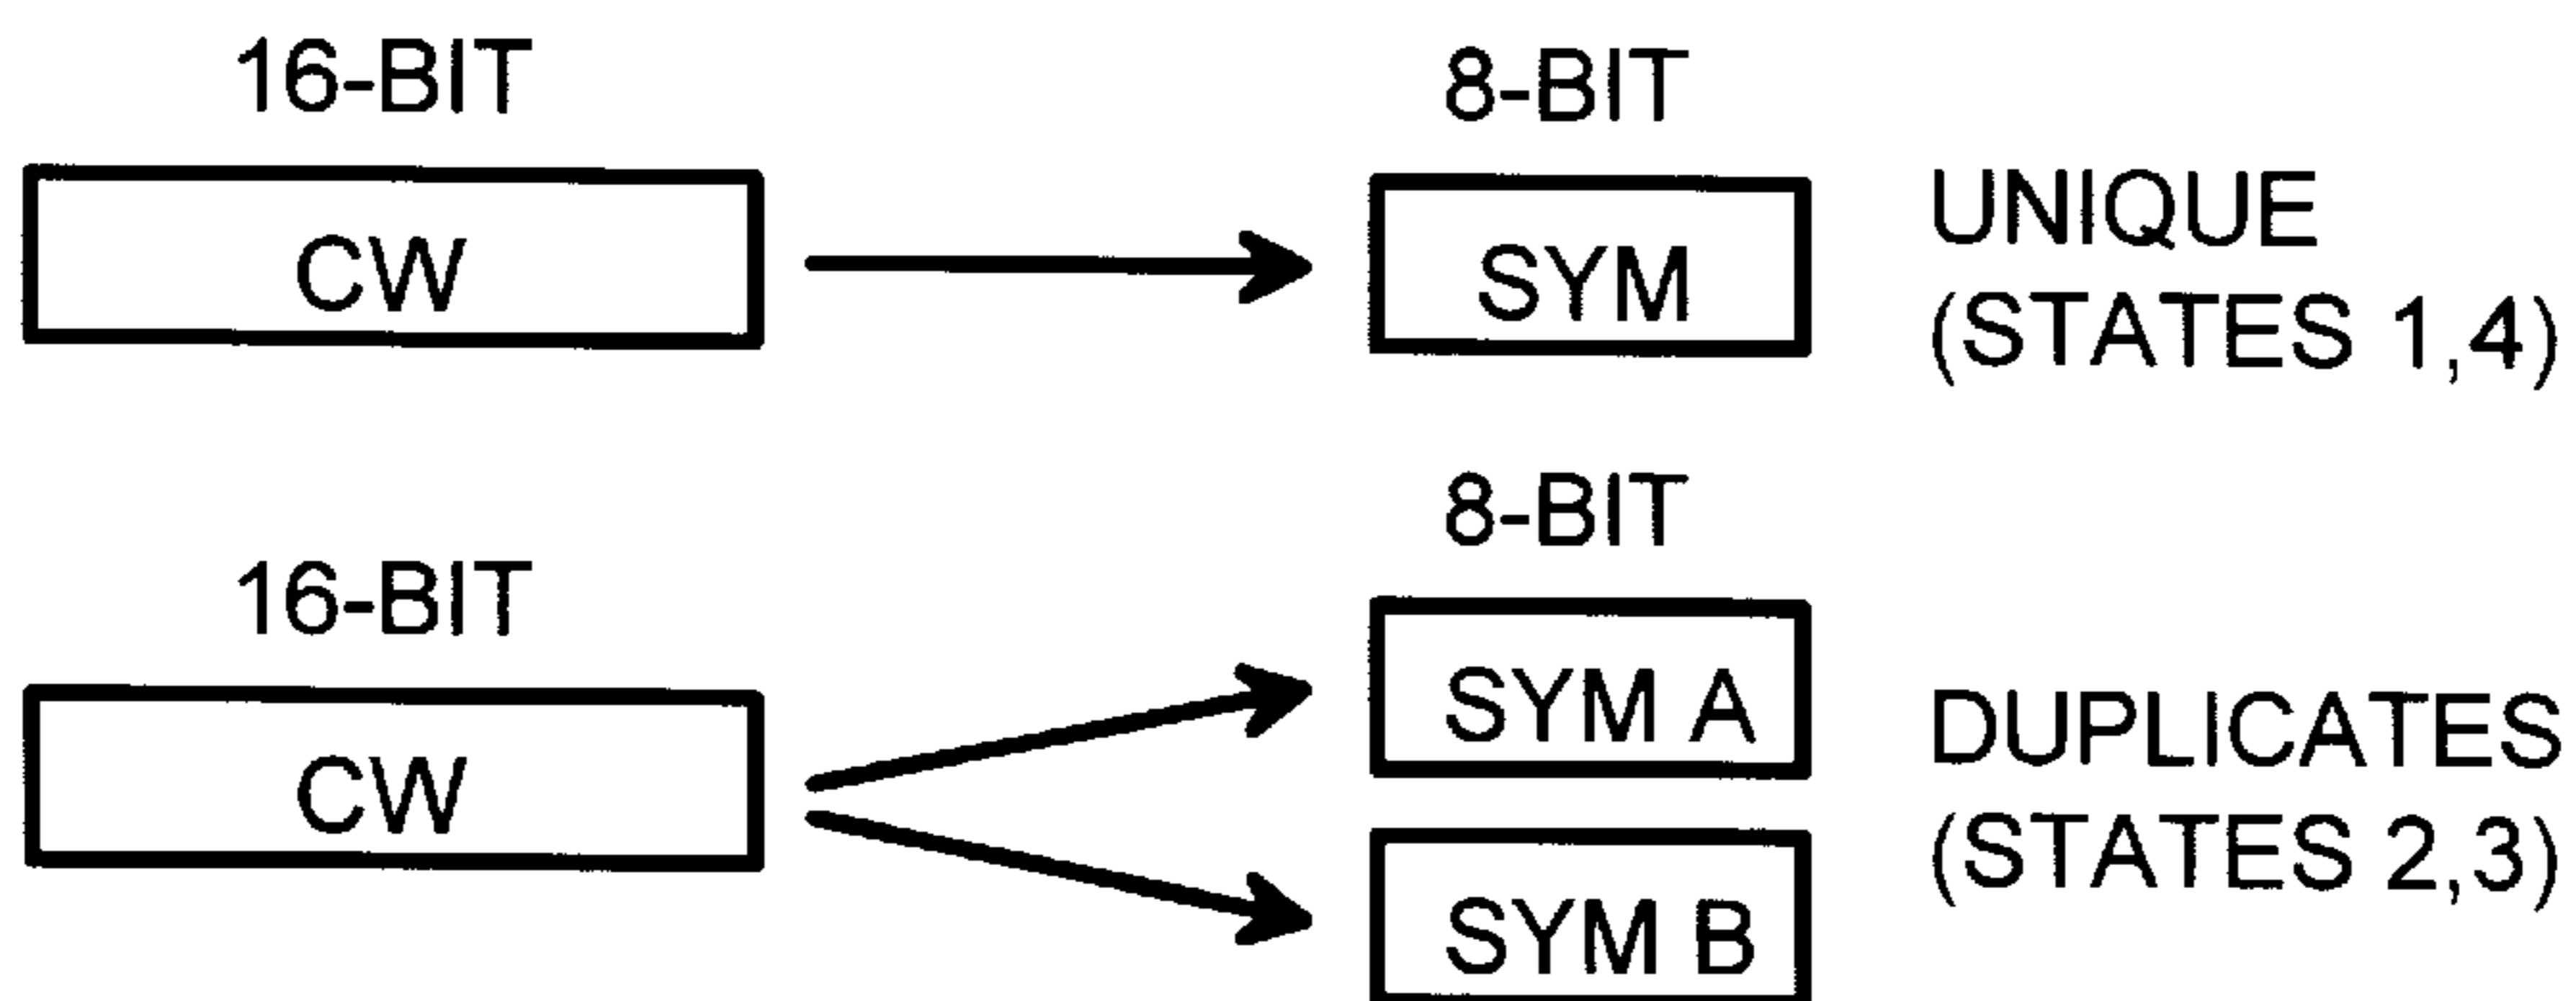 16-BIT
8-BIT
CW
SYM
UNIQUE
(STATES 1,4)
16-BIT
8-BIT
CW
SYM A
SYM B
DUPLICATES
(STATES 2,3)